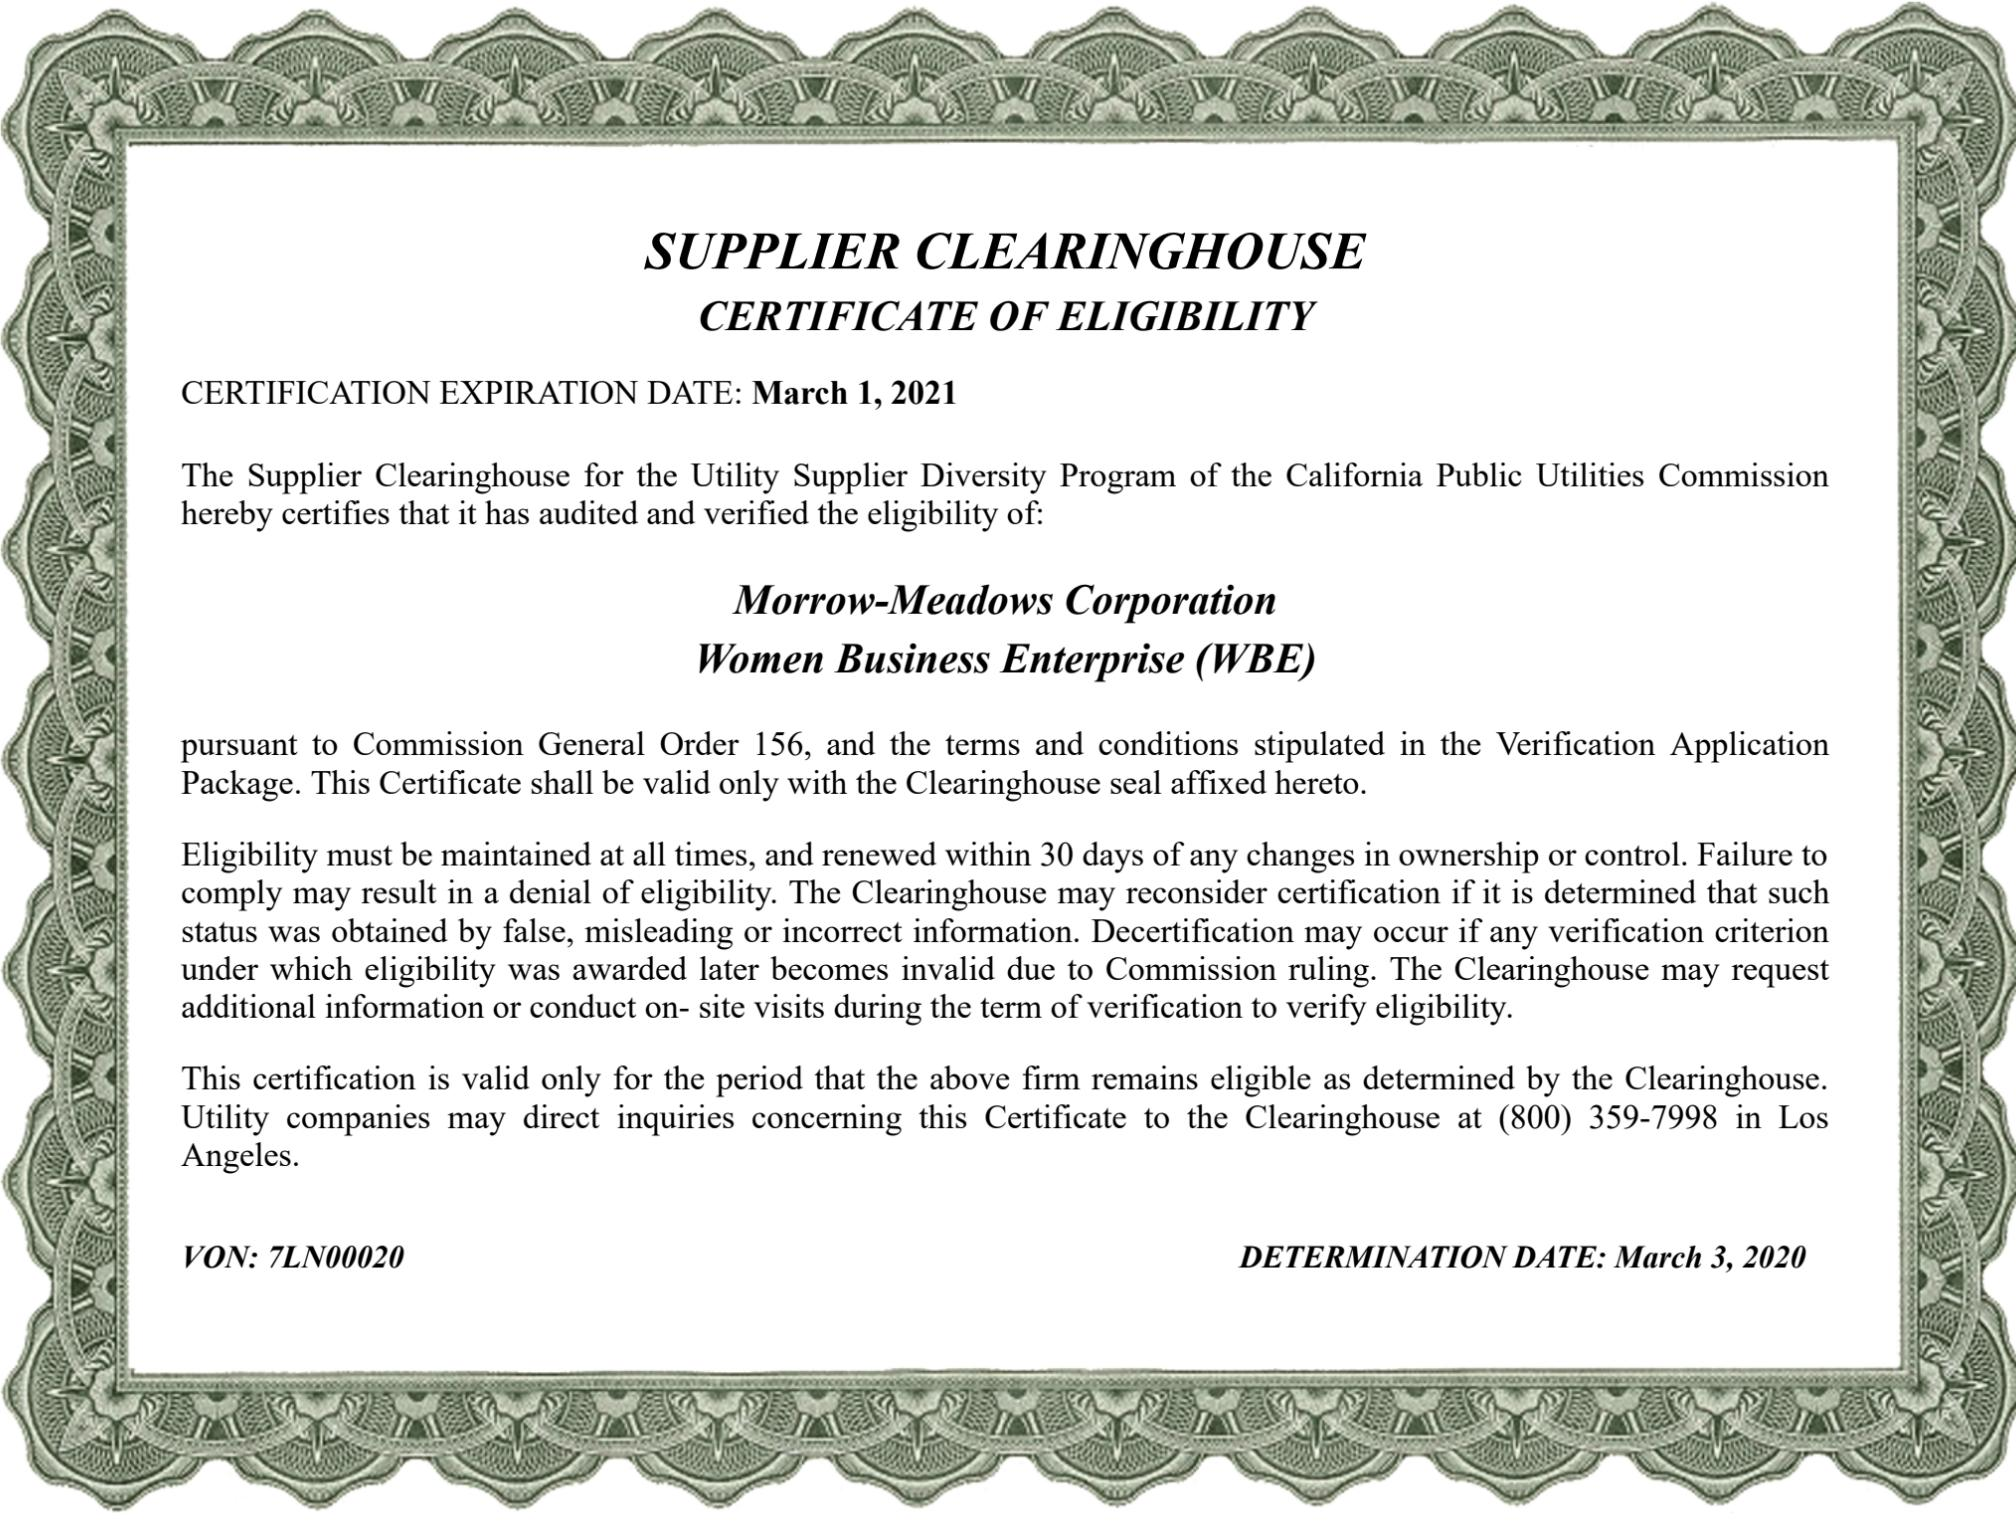 SUPPLIER CLEARINGHOUSE
CERTIFICATE OF ELIGIBILITY
CERTIFICATION EXPIRATION DATE: March 1, 2021
The Supplier Clearinghouse for the Utility Supplier Diversity Program of the California Public Utilities Commission
hereby certifies that it has audited and verified the eligibility of:
Morrow-Meadows Corporation
Women Business Enterprise (WBE)
pursuant to Commission General Order 156, and the terms and conditions stipulated in the Verification Application
Package. This Certificate shall be valid only with the Clearinghouse seal affixed hereto.
Eligibility must be maintained at all times, and renewed within 30 days of any changes in ownership or control. Failure to
comply may result in a denial of eligibility. The Clearinghouse may reconsider certification if it is determined that such
status was obtained by false, misleading or incorrect information. Decertification may occur if any verification criterion
under which eligibility was awarded later becomes invalid due to Commission ruling. The Clearinghouse may request
additional information or conduct on- site visits during the term of verification to verify eligibility.
This certification is valid only for the period that the above firm remains eligible as determined by the Clearinghouse.
Utility companies may direct inquiries concerning this Certificate to the Clearinghouse at (800) 359-7998 in Los
Angeles.
VON: 7LN00020 DETERMINATION DATE: March 3, 2020